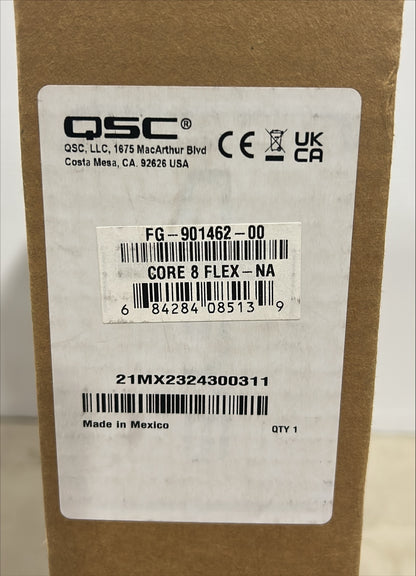 QSC®
QSC, LLC, 1675 MacArthur Blvd
Costa Mesa, CA. 92626 USA
CE
UK
CA
FG-901462-00
CORE 8 FLEX-NA
6 84284 08513 9
21MX2324300311
Made in Mexico
QTY 1